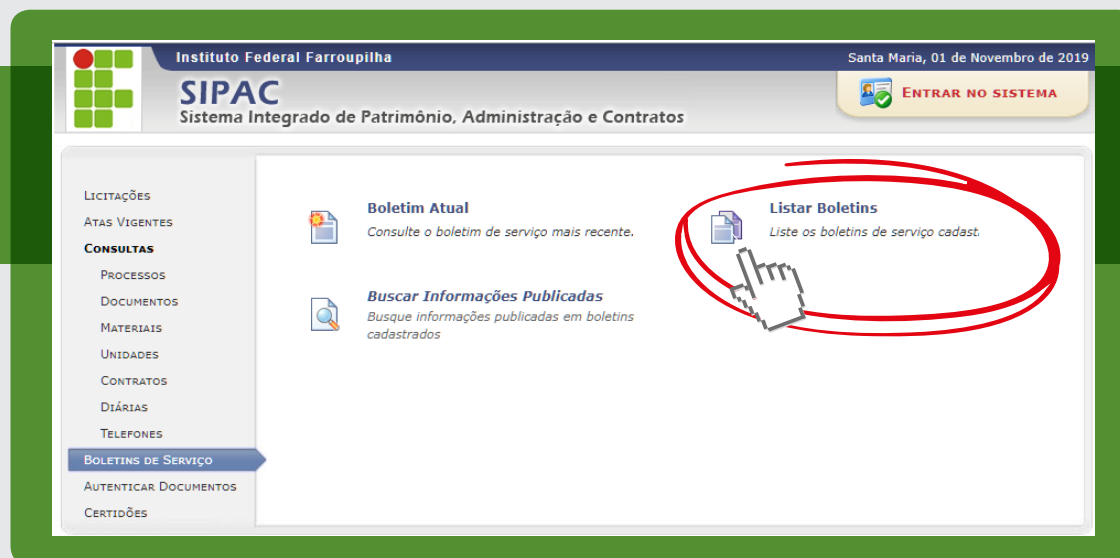 Instituto Federal Farroupilha
Santa Maria, 01 de Novembro de 2019
SIPAC
Sistema Integrado de Patrimônio, Administração e Contratos
ENTRAR NO SISTEMA
LICITAÇÕES
ATAS VIGENTES
CONSULTAS
PROCESSOS
DOCUMENTOS
MATERIAIS
UNIDADES
CONTRATOS
DIÁRIAS
TELEFONES
BOLETINS DE SERVIÇO
AUTENTICAR DOCUMENTOS
CERTIDÕES
Boletim Atual
Consulte o boletim de serviço mais recente.
Listar Boletins
Liste os boletins de serviço cadast
Buscar Informações Publicadas
Busque informações publicadas em boletins
cadastrados